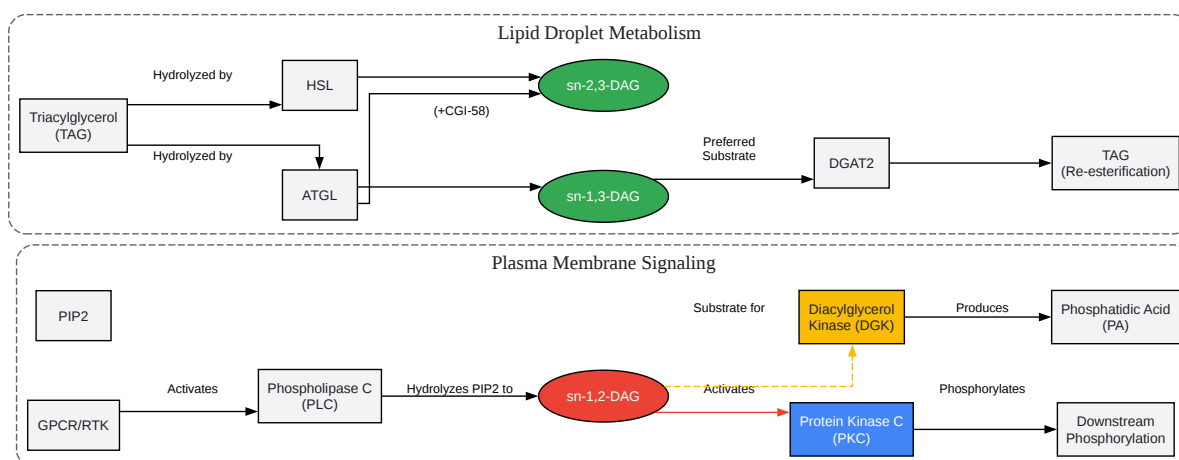 Lipid Droplet Metabolism
Hydrolyzed by
HSL
sn-2,3-DAG
Triacylglycerol
(TAG)
(+CGI-58)
Hydrolyzed by
ATGL
sn-1,3-DAG
Preferred
Substrate
DGAT2
TAG
(Re-esterification)
Plasma Membrane Signaling
PIP2
Substrate for
Diacylglycerol
Kinase (DGK)
Produces
Phosphatidic Acid
(PA)
GPCR/RTK
Activates
Phospholipase C
(PLC)
Hydrolyzes PIP2 to
sn-1,2-DAG
Activates
Protein Kinase C
(PKC)
Phosphorylates
Downstream
Phosphorylation